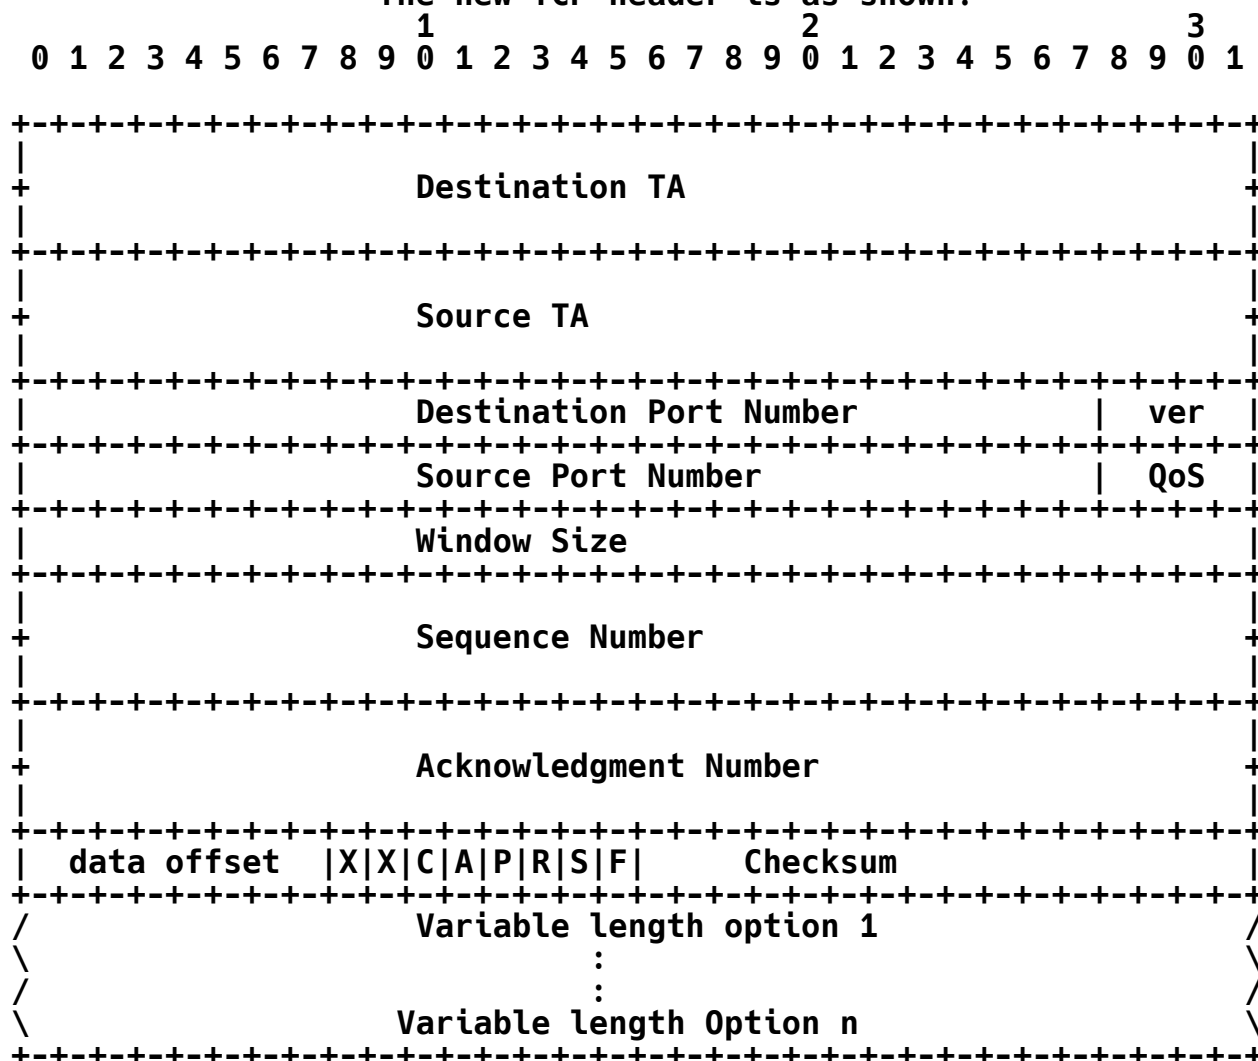 The new TCP header is as shown:
1 2 3
0 1 2 3 4 5 6 7 8 9 0 1 2 3 4 5 6 7 8 9 0 1 2 3 4 5 6 7 8 9 0 1
+-+-+-+-+-+-+-+-+-+-+-+-+-+-+-+-+-+-+-+-+-+-+-+-+-+-+-+-+-+-+-+-+
| |
+ Destination TA +
| |
+-+-+-+-+-+-+-+-+-+-+-+-+-+-+-+-+-+-+-+-+-+-+-+-+-+-+-+-+-+-+-+-+
| |
+ Source TA +
| |
+-+-+-+-+-+-+-+-+-+-+-+-+-+-+-+-+-+-+-+-+-+-+-+-+-+-+-+-+-+-+-+-+
| Destination Port Number | ver |
+-+-+-+-+-+-+-+-+-+-+-+-+-+-+-+-+-+-+-+-+-+-+-+-+-+-+-+-+-+-+-+-+
| Source Port Number | QoS |
+-+-+-+-+-+-+-+-+-+-+-+-+-+-+-+-+-+-+-+-+-+-+-+-+-+-+-+-+-+-+-+-+
| Window Size |
+-+-+-+-+-+-+-+-+-+-+-+-+-+-+-+-+-+-+-+-+-+-+-+-+-+-+-+-+-+-+-+-+
| |
+ Sequence Number +
| |
+-+-+-+-+-+-+-+-+-+-+-+-+-+-+-+-+-+-+-+-+-+-+-+-+-+-+-+-+-+-+-+-+
| |
+ Acknowledgment Number +
| |
+-+-+-+-+-+-+-+-+-+-+-+-+-+-+-+-+-+-+-+-+-+-+-+-+-+-+-+-+-+-+-+-+
| data offset |X|X|C|A|P|R|S|F| Checksum |
+-+-+-+-+-+-+-+-+-+-+-+-+-+-+-+-+-+-+-+-+-+-+-+-+-+-+-+-+-+-+-+-+
/ Variable length option 1 /
\ : \
/ : /
\ Variable length Option n \
+-+-+-+-+-+-+-+-+-+-+-+-+-+-+-+-+-+-+-+-+-+-+-+-+-+-+-+-+-+-+-+-+